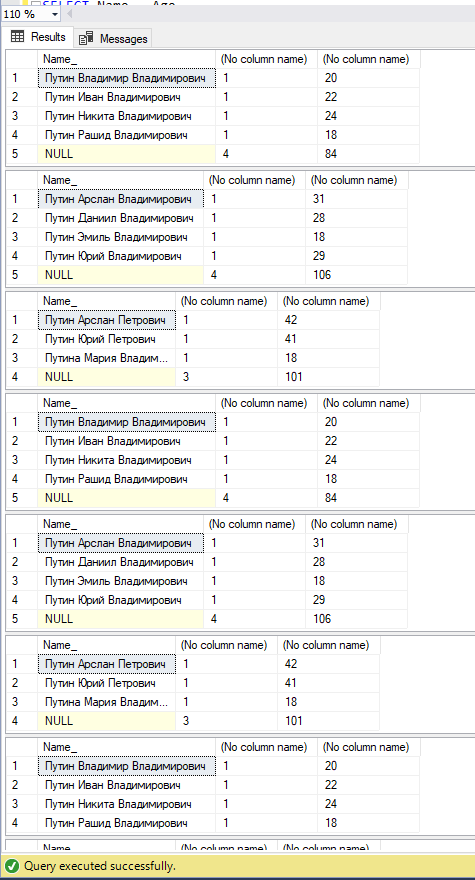 SELECT Name_, Age
110 %
Results Messages
Name_ (No column name) (No column name)
1 Путин Владимир Владимирович 1 20
2 Путин Иван Владимирович 1 22
3 Путин Никита Владимирович 1 24
4 Путин Рашид Владимирович 1 18
5 NULL 4 84
Name_ (No column name) (No column name)
1 Путин Арслан Владимирович 1 31
2 Путин Даниил Владимирович 1 28
3 Путин Эмиль Владимирович 1 18
4 Путин Юрий Владимирович 1 29
5 NULL 4 106
Name_ (No column name) (No column name)
1 Путин Арслан Петрович 1 42
2 Путин Юрий Петрович 1 41
3 Путина Мария Владим... 1 18
4 NULL 3 101
Name_ (No column name) (No column name)
1 Путин Владимир Владимирович 1 20
2 Путин Иван Владимирович 1 22
3 Путин Никита Владимирович 1 24
4 Путин Рашид Владимирович 1 18
5 NULL 4 84
Name_ (No column name) (No column name)
1 Путин Арслан Владимирович 1 31
2 Путин Даниил Владимирович 1 28
3 Путин Эмиль Владимирович 1 18
4 Путин Юрий Владимирович 1 29
5 NULL 4 106
Name_ (No column name) (No column name)
1 Путин Арслан Петрович 1 42
2 Путин Юрий Петрович 1 41
3 Путина Мария Владим... 1 18
4 NULL 3 101
Name_ (No column name) (No column name)
1 Путин Владимир Владимирович 1 20
2 Путин Иван Владимирович 1 22
3 Путин Никита Владимирович 1 24
4 Путин Рашид Владимирович 1 18
Query executed successfully.